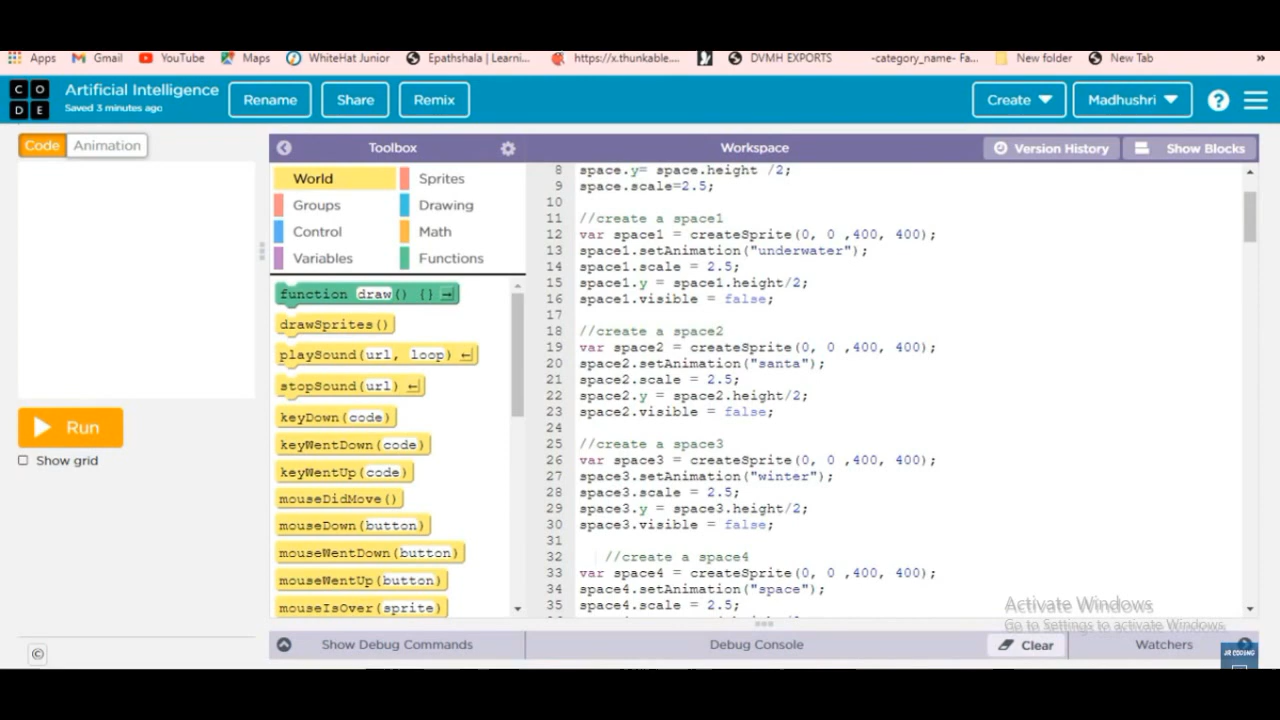 Apps Gmail YouTube Maps WhiteHat Junior Epathshala | Learni... https://x.thunkable.... DVMH EXPORTS -category_name- Fa... New folder New Tab »
C O D E
Artificial Intelligence
Saved 3 minutes ago
Rename Share Remix Create Madhushri ?
Code Animation
Toolbox
Workspace Version History Show Blocks
World Sprites
Groups Drawing
Control Math
Variables Functions
function draw() {}
drawSprites()
playSound(url, loop)
stopSound(url)
keyDown(code)
keyWentDown(code)
keyWentUp(code)
mouseDidMove()
mouseDown(button)
mouseWentDown(button)
mouseWentUp(button)
mouseIsOver(sprite)
Run
Show grid
8 space.y= space.height /2;
9 space.scale=2.5;
10
11 //create a space1
12 var space1 = createSprite(0, 0 ,400, 400);
13 space1.setAnimation("underwater");
14 space1.scale = 2.5;
15 space1.y = space1.height/2;
16 space1.visible = false;
17
18 //create a space2
19 var space2 = createSprite(0, 0 ,400, 400);
20 space2.setAnimation("santa");
21 space2.scale = 2.5;
22 space2.y = space2.height/2;
23 space2.visible = false;
24
25 //create a space3
26 var space3 = createSprite(0, 0 ,400, 400);
27 space3.setAnimation("winter");
28 space3.scale = 2.5;
29 space3.y = space3.height/2;
30 space3.visible = false;
31
32 //create a space4
33 var space4 = createSprite(0, 0 ,400, 400);
34 space4.setAnimation("space");
35 space4.scale = 2.5;
Activate Windows
Go to Settings to activate Windows.
©
Show Debug Commands Debug Console Clear Watchers
JR CODING